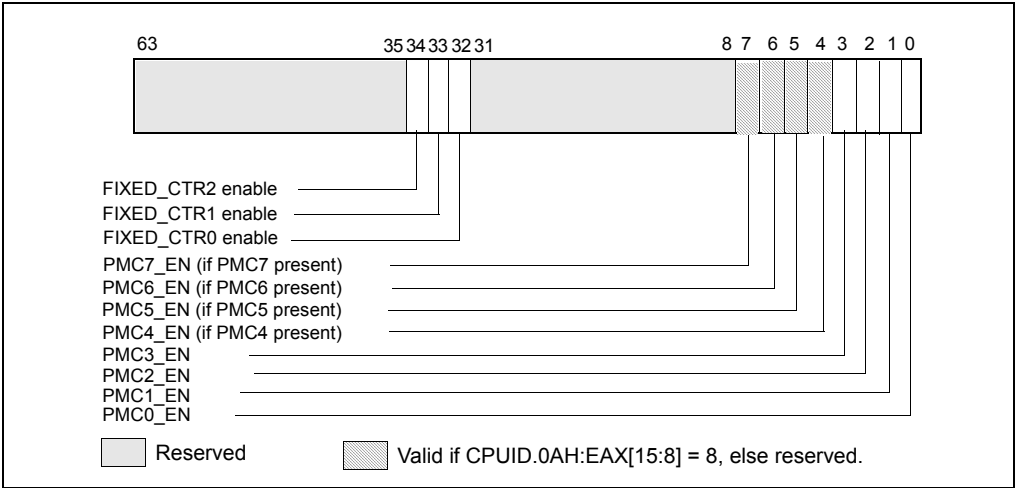 63 35 34 33 32 31 8 7 6 5 4 3 2 1 0
FIXED_CTR2 enable
FIXED_CTR1 enable
FIXED_CTR0 enable
PMC7_EN (if PMC7 present)
PMC6_EN (if PMC6 present)
PMC5_EN (if PMC5 present)
PMC4_EN (if PMC4 present)
PMC3_EN
PMC2_EN
PMC1_EN
PMC0_EN
Reserved
Valid if CPUID.0AH:EAX[15:8] = 8, else reserved.